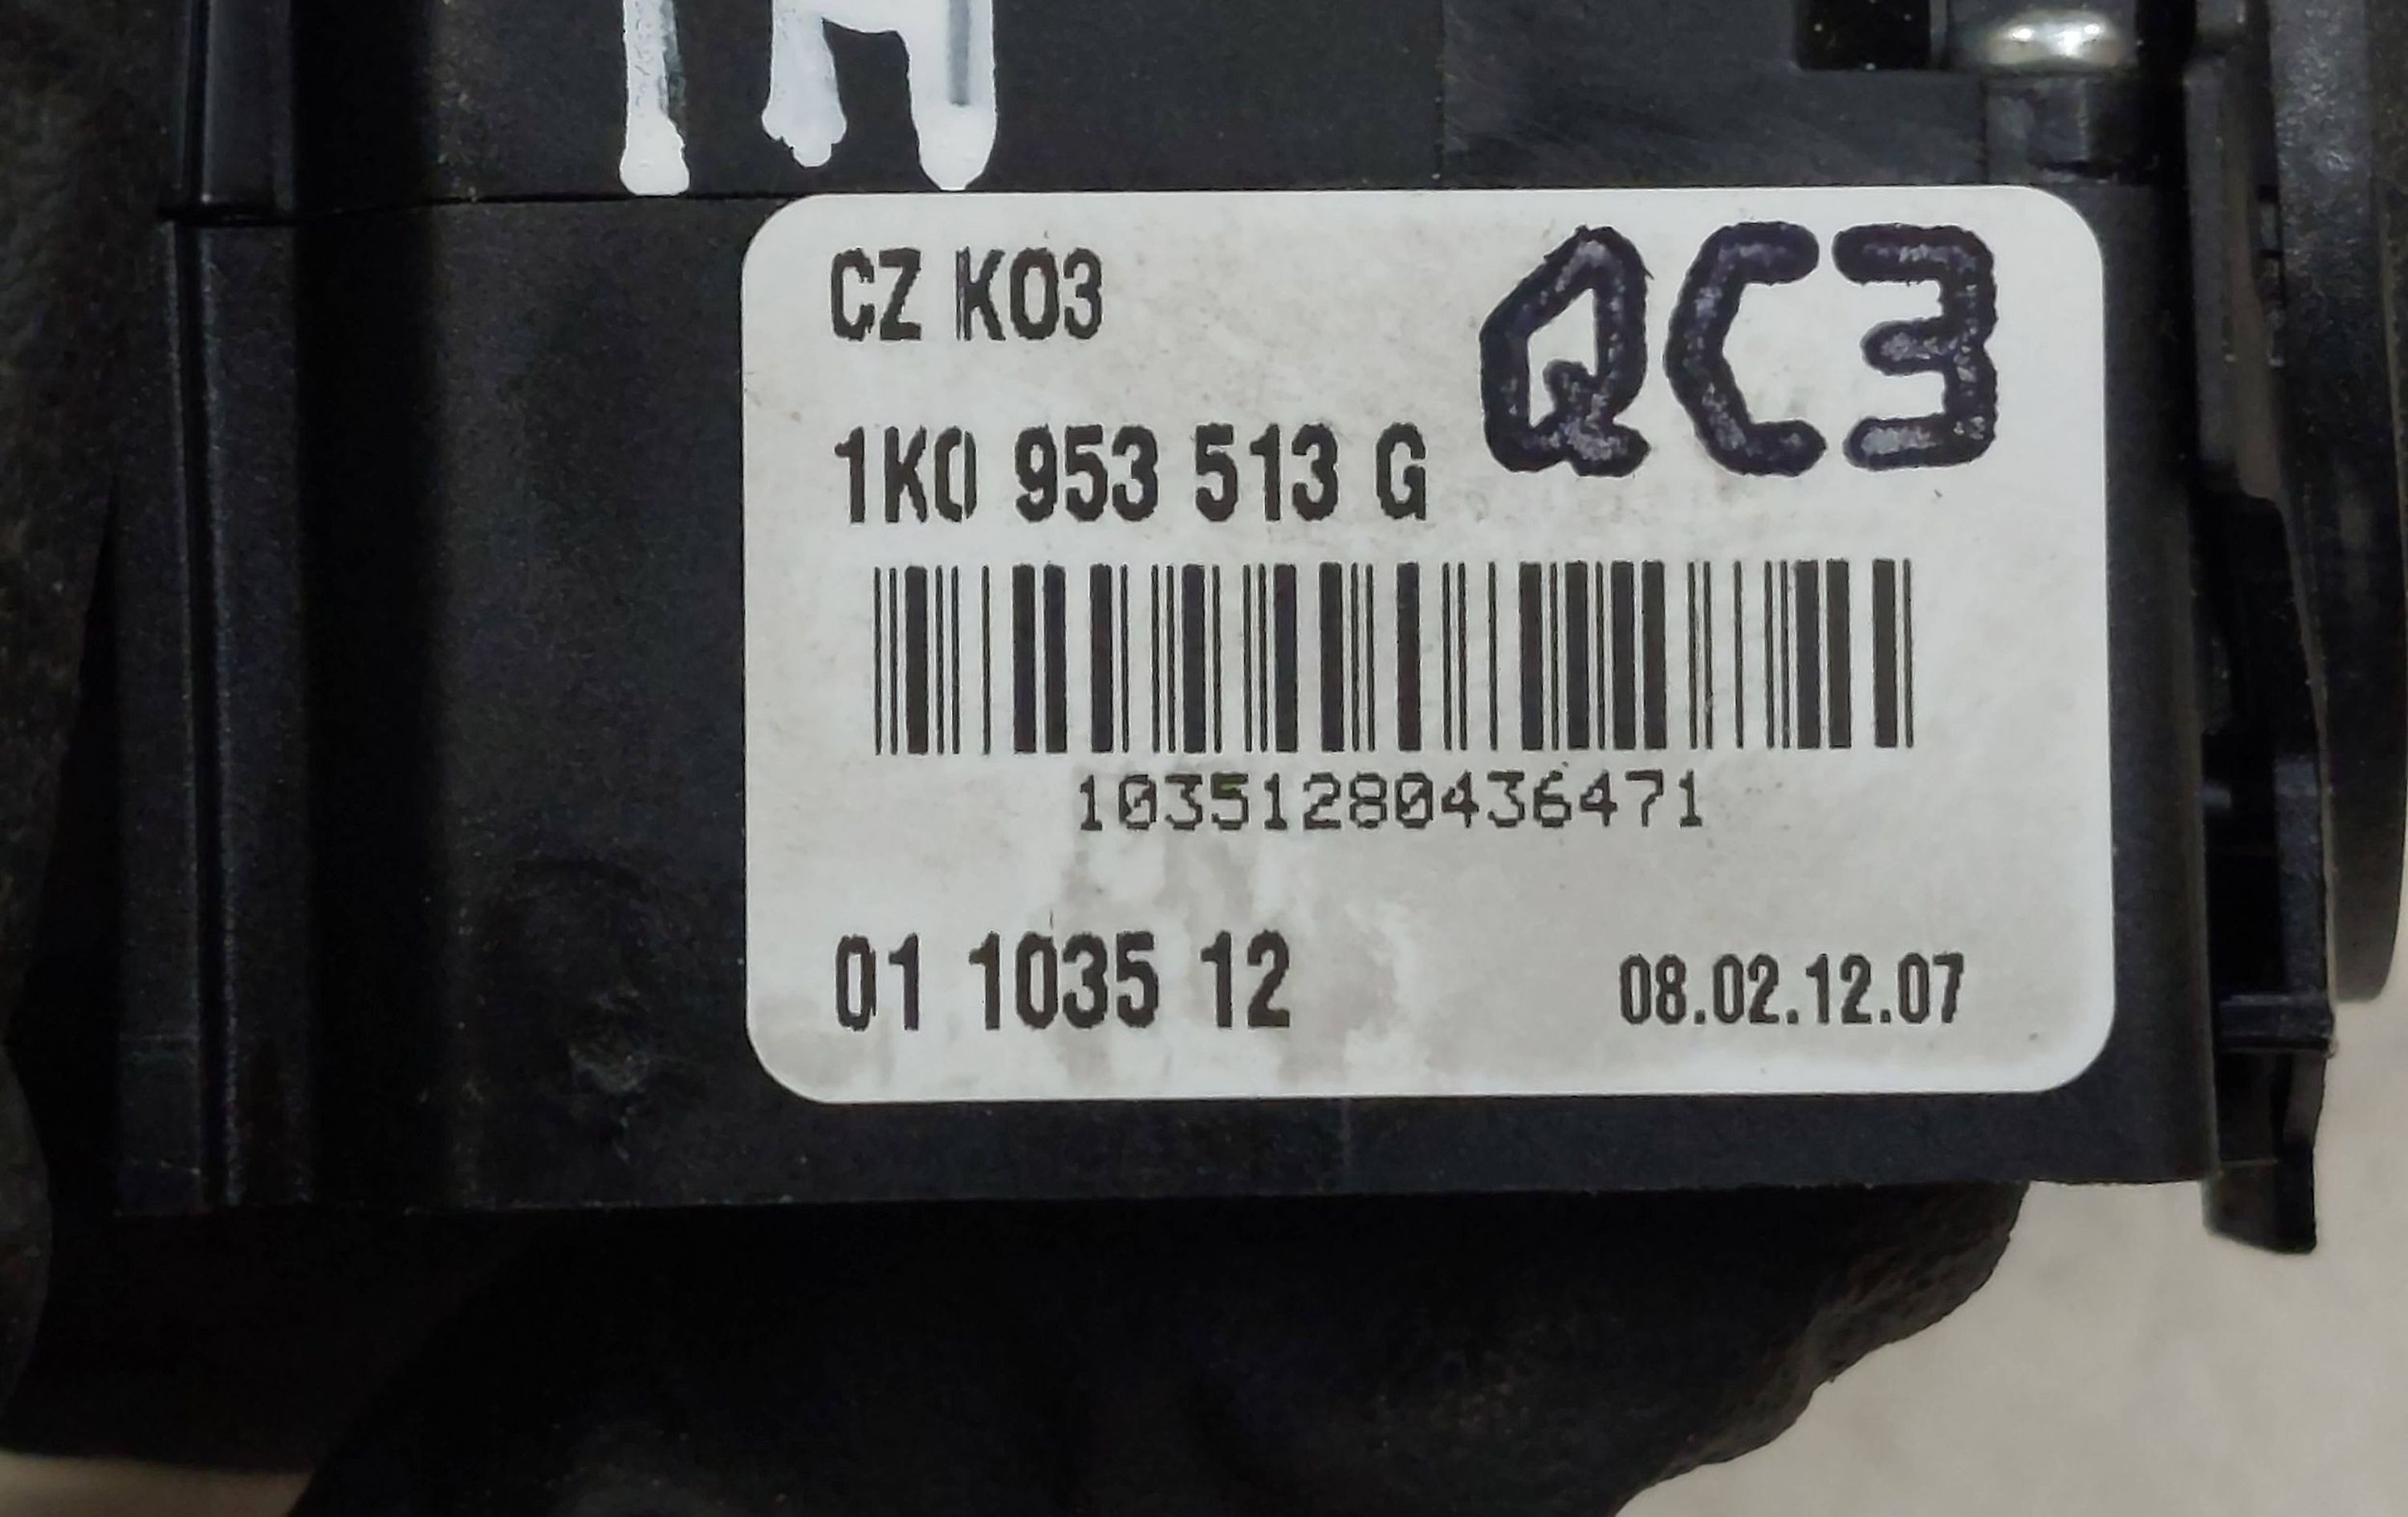 CZ K03
QC3
1K0 953 513 G
10351280436471
01 1035 12
08.02.12.07